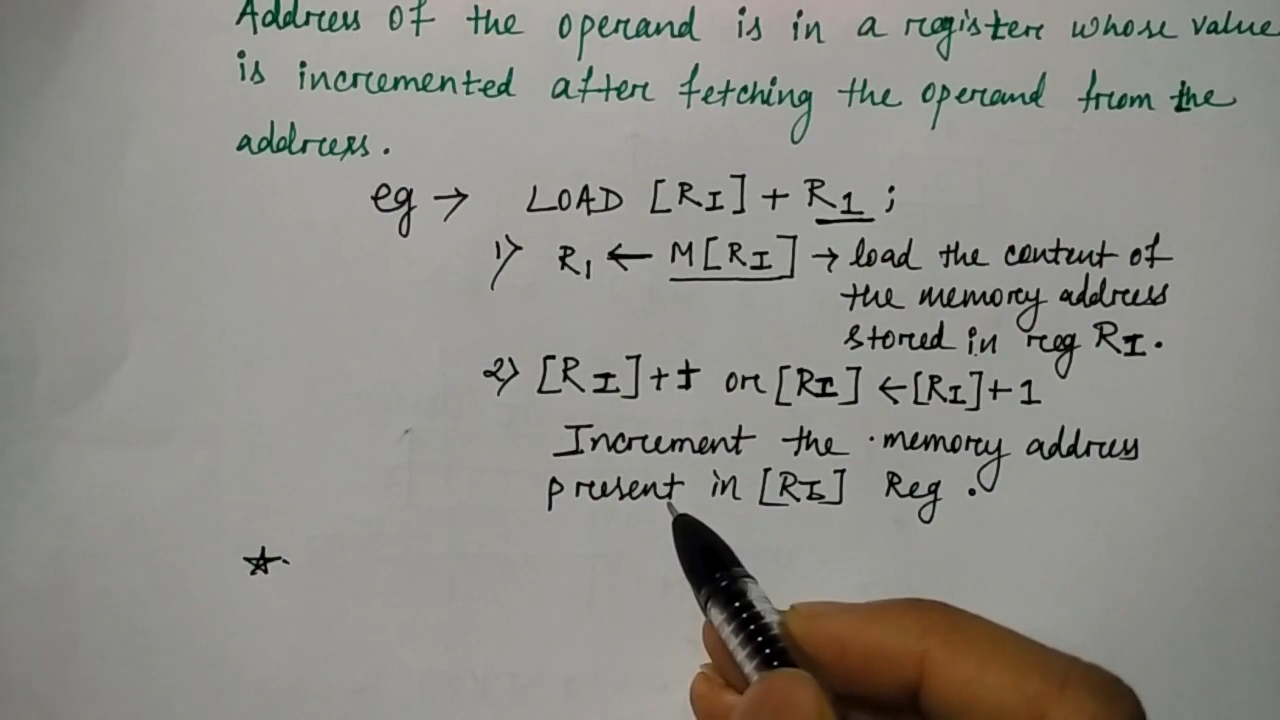 Address of the operand is in a register whose value
is incremented after fetching the operand from the
address.
eg → LOAD [RI] + R1 ;
1) R1 ← M[RI] → load the content of
the memory address
stored in reg RI.
2) [RI]++ or [RI] ← [RI]+1
Increment the memory address
present in [RI] Reg .